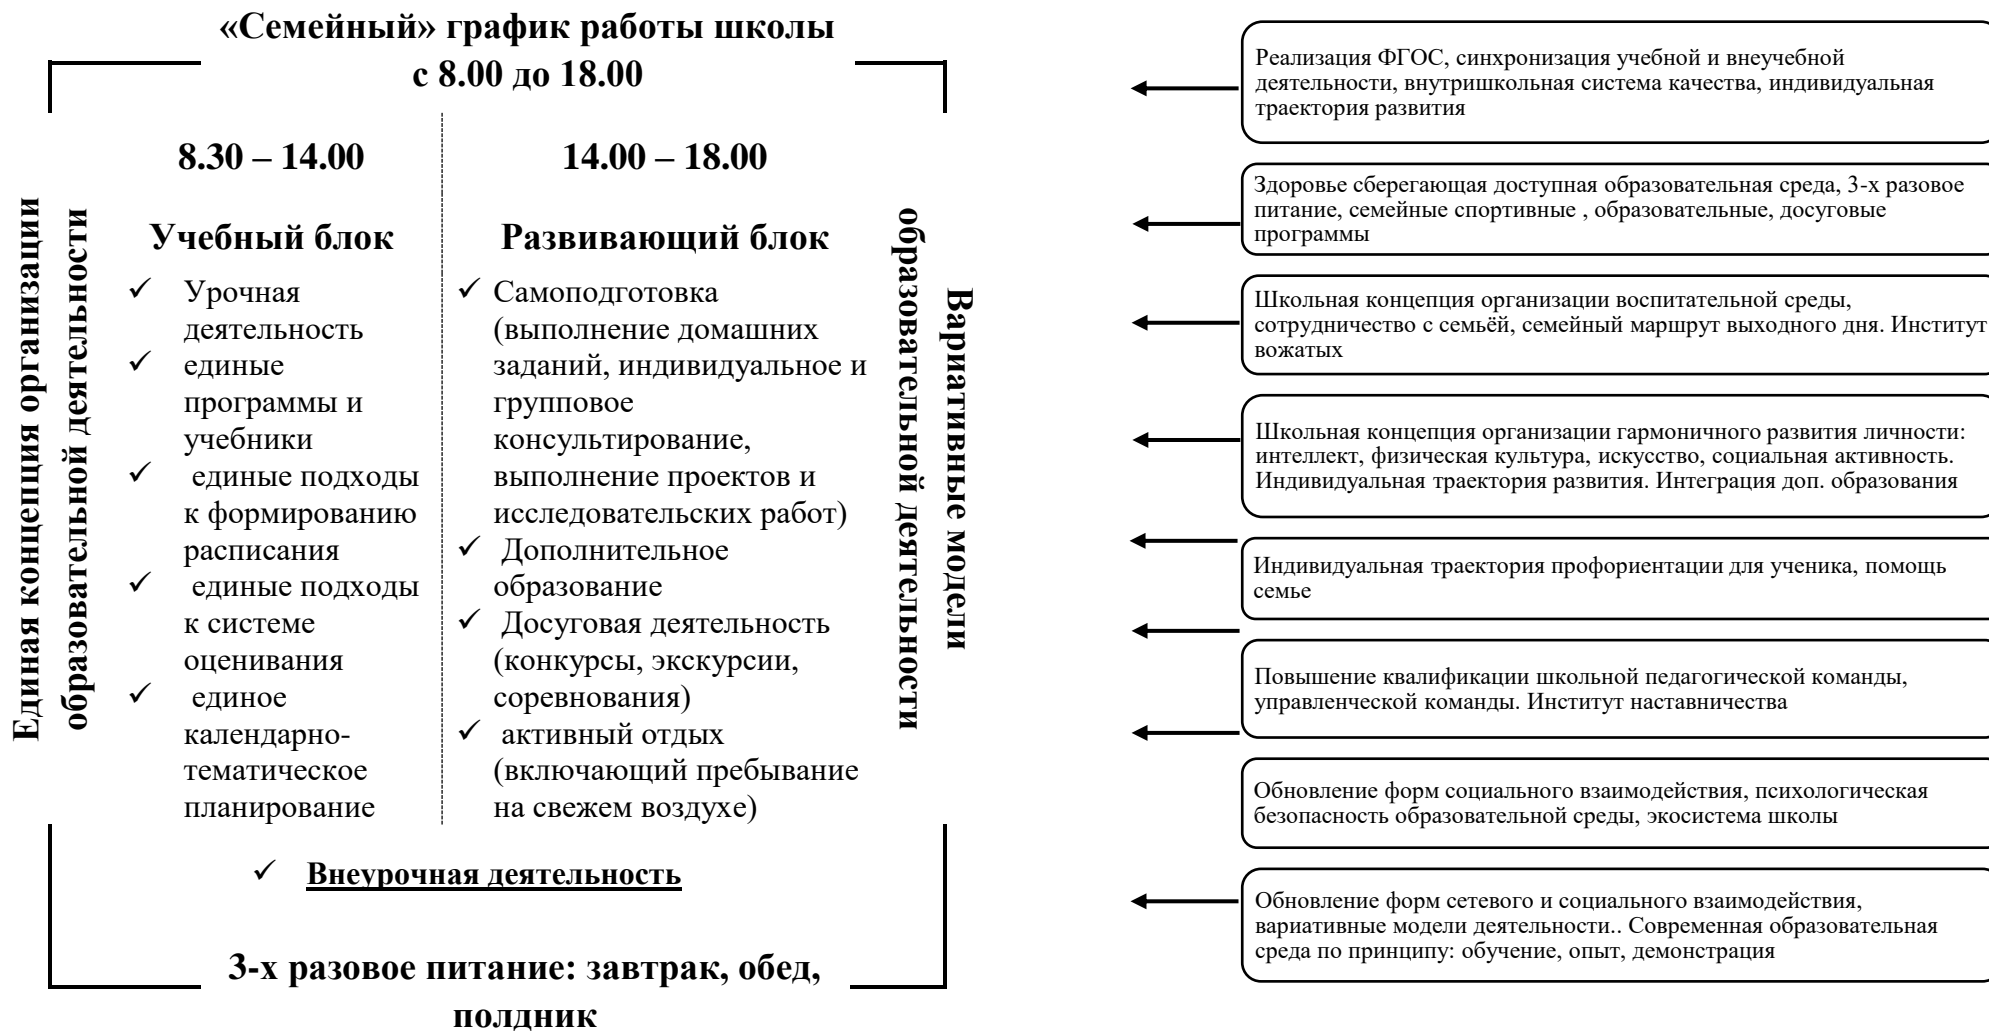 «Семейный» график работы школы
с 8.00 до 18.00
Единая концепция организации
образовательной деятельности
8.30 – 14.00
Учебный блок
Урочная
деятельность
единые
программы и
учебники
единые подходы
к формированию
расписания
единые подходы
к системе
оценивания
единое
календарно-
тематическое
планирование
14.00 – 18.00
Развивающий блок
Самоподготовка
(выполнение домашних
заданий, индивидуальное и
групповое
консультирование,
выполнение проектов и
исследовательских работ)
Дополнительное
образование
Досуговая деятельность
(конкурсы, экскурсии,
соревнования)
активный отдых
(включающий пребывание
на свежем воздухе)
Вариативные модели
образовательной деятельности
Внеурочная деятельность
3-х разовое питание: завтрак, обед,
полдник
Реализация ФГОС, синхронизация учебной и внеучебной
деятельности, внутришкольная система качества, индивидуальная
траектория развития
Здоровье сберегающая доступная образовательная среда, 3-х разовое
питание, семейные спортивные , образовательные, досуговые
программы
Школьная концепция организации воспитательной среды,
сотрудничество с семьёй, семейный маршрут выходного дня. Институт
вожатых
Школьная концепция организации гармоничного развития личности:
интеллект, физическая культура, искусство, социальная активность.
Индивидуальная траектория развития. Интеграция доп. образования
Индивидуальная траектория профориентации для ученика, помощь
семье
Повышение квалификации школьной педагогической команды,
управленческой команды. Институт наставничества
Обновление форм социального взаимодействия, психологическая
безопасность образовательной среды, экосистема школы
Обновление форм сетевого и социального взаимодействия,
вариативные модели деятельности.. Современная образовательная
среда по принципу: обучение, опыт, демонстрация